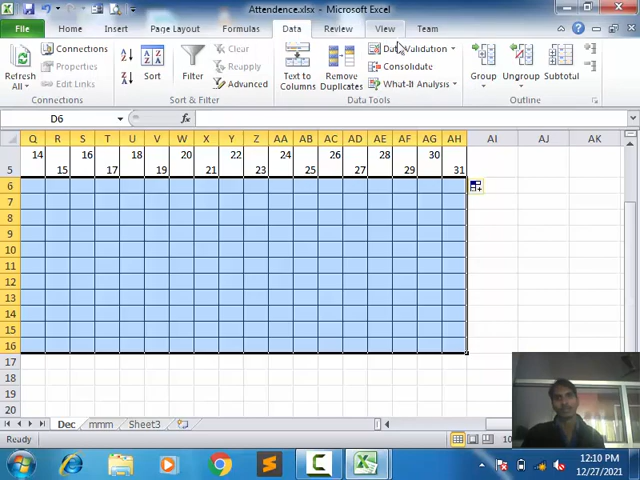 Attendence.xlsx - Microsoft Excel
File Home Page Layout Formulas Data Review View Team
Refresh All
Connections
Properties
Edit Links
Connections
Sort
Filter
Clear
Reapply
Advanced
Sort & Filter
Text to Columns
Remove Duplicates
Data Validation
Consolidate
What-If Analysis
Data Tools
Group
Ungroup
Subtotal
Outline
D6
fx
Q R S T U V W X Y Z AA AB AC AD AE AF AG AH AI AJ AK
14 16 18 20 22 24 26 28 30
5 15 17 19 21 23 25 27 29 31
6
7
8
9
10
11
12
13
14
15
16
17
18
19
20
Dec mmm Sheet3
Ready
12:10 PM
12/27/2021